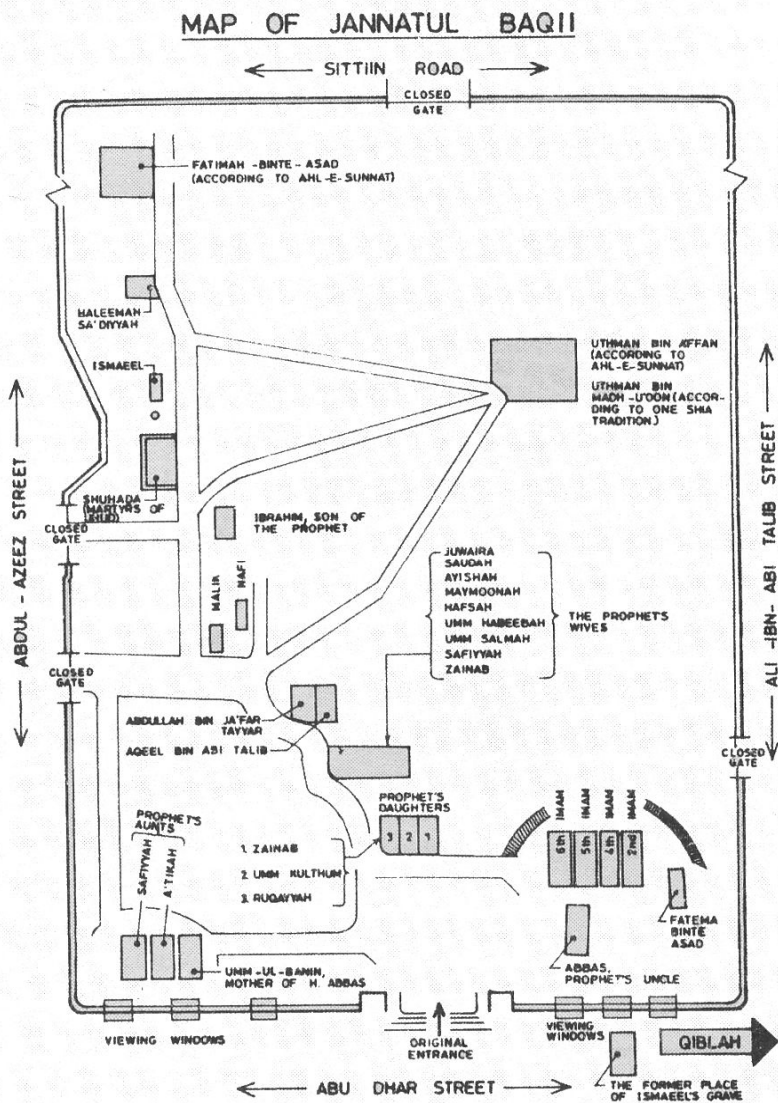 MAP OF JANNATUL BAQII
SITTIIN ROAD
CLOSED
GATE
FATIMAH -BINTE- ASAD
(ACCORDING TO AHL-E-SUNNAT)
HALEEMAH
SA'DIYYAH
ISMAEEL
UTHMAN BIN AFFAN
(ACCORDING TO
AHL-E-SUNNAT)
UTHMAN BIN
MADH-U'OON (ACCOR-
DING TO ONE SHIA
TRADITION)
ABDUL - AZEEZ STREET
ALI -IBN- ABI TALIB STREET
SHUHADA
(MARTYRS OF
UHUD)
CLOSED
GATE
IBRAHIM, SON OF
THE PROPHET
MALIK
NAFI
JUWAIRA
SAUDAH
AYISHAH
MAYMOONAH
HAFSAH
UMM HABEEBAH
UMM SALMAH
SAFIYYAH
ZAINAB
THE PROPHET'S
WIVES
CLOSED
GATE
ABDULLAH BIN JA'FAR
TAYYAR
AQEEL BIN ABI TALIB
CLOSED
GATE
PROPHET'S
DAUGHTERS
3 2 1
1. ZAINAB
2. UMM KULTHUM
3. RUQAYYAH
PROPHET'S
AUNTS
SAFIYYAH
A'TIKAH
IMAM IMAM IMAM IMAM
6th 5th 4th 2nd
FATEMA
BINTE
ASAD
ABBAS,
PROPHET'S UNCLE
UMM-UL-BANIN,
MOTHER OF H. ABBAS
VIEWING WINDOWS
ORIGINAL
ENTRANCE
VIEWING
WINDOWS
QIBLAH
THE FORMER PLACE
OF ISMAEEL'S GRAVE
ABU DHAR STREET